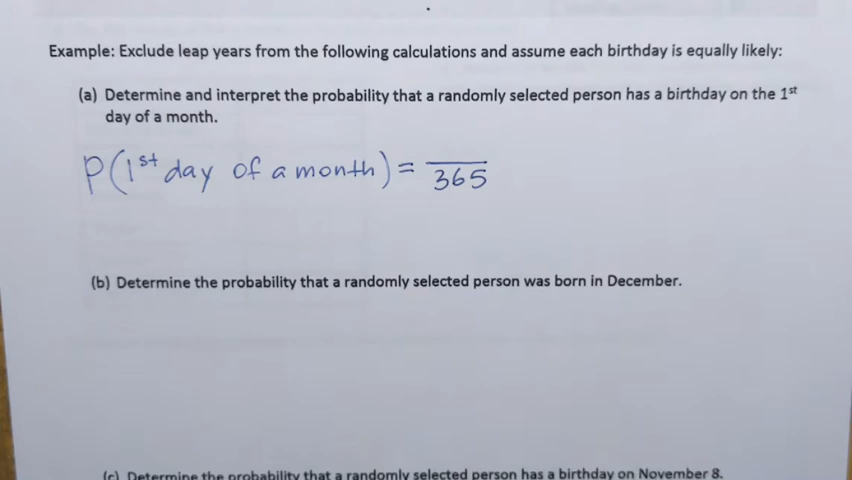 Example: Exclude leap years from the following calculations and assume each birthday is equally likely:
(a) Determine and interpret the probability that a randomly selected person has a birthday on the 1st
day of a month.
P(1st day of a month) = ___/365
(b) Determine the probability that a randomly selected person was born in December.
(c) Determine the probability that a randomly selected person has a birthday on November 8.